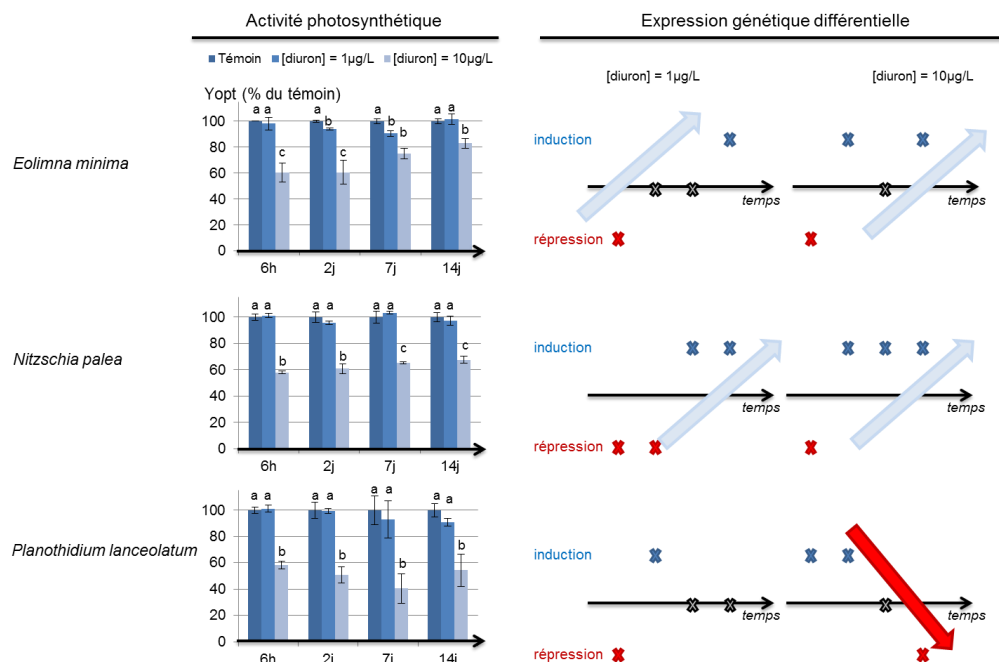 Activité photosynthétique
Expression génétique différentielle
Témoin [diuron] = 1µg/L [diuron] = 10µg/L
[diuron] = 1µg/L
[diuron] = 10µg/L
Yopt (% du témoin)
Eolimna minima
100
80
60
40
20
0
a a c
a b c
a b b
a a b
6h 2j 7j 14j
induction
répression
temps
temps
Nitzschia palea
100
80
60
40
20
0
a a b
a a b
a a c
a a c
6h 2j 7j 14j
induction
répression
temps
temps
Planothidium lanceolatum
100
80
60
40
20
0
a a b
a a b
a a b
a a b
6h 2j 7j 14j
induction
répression
temps
temps